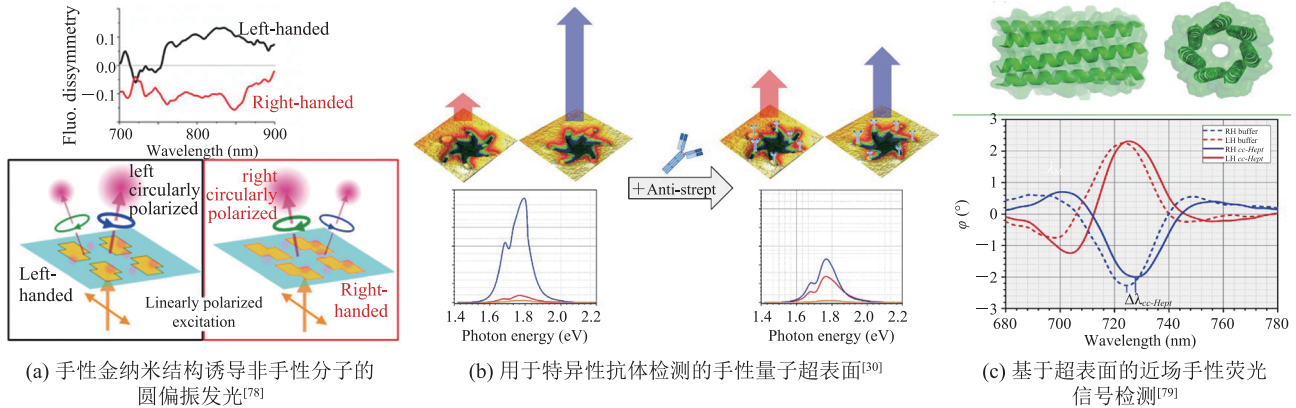 Fluo. dissymmetry
0.1
0.0
−0.1
Left-handed
Right-handed
700
800
900
Wavelength (nm)
left
circularly
polarized
right
circularly
polarized
Left-
handed
Linearly polarized
excitation
Right-
handed
(a) 手性金纳米结构诱导非手性分子的
圆偏振发光[78]
+Anti-strept
1.4 1.6 1.8 2.0 2.2
Photon energy (eV)
1.4 1.6 1.8 2.0 2.2
Photon energy (eV)
(b) 用于特异性抗体检测的手性量子超表面[30]
3
2
1
0
−1
−2
−3
φ (°)
RH buffer
LH buffer
RH cc-Hept
LH cc-Hept
Δλcc-Hept
680 700 720 740 760 780
Wavelength (nm)
(c) 基于超表面的近场手性荧光
信号检测[79]